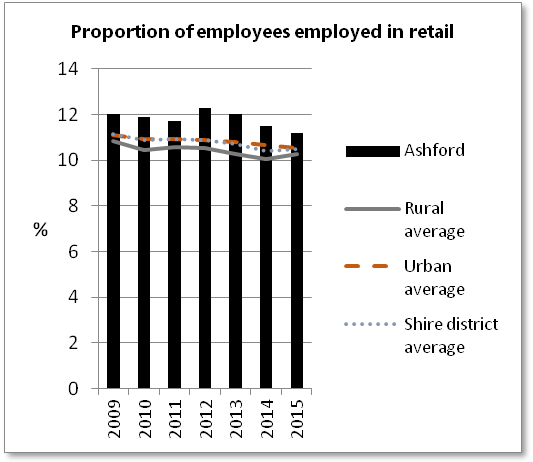 Proportion of employees employed in retail
14
12
10
8
6
4
2
0
%
2009
2010
2011
2012
2013
2014
2015
Ashford
Rural
average
Urban
average
Shire district
average